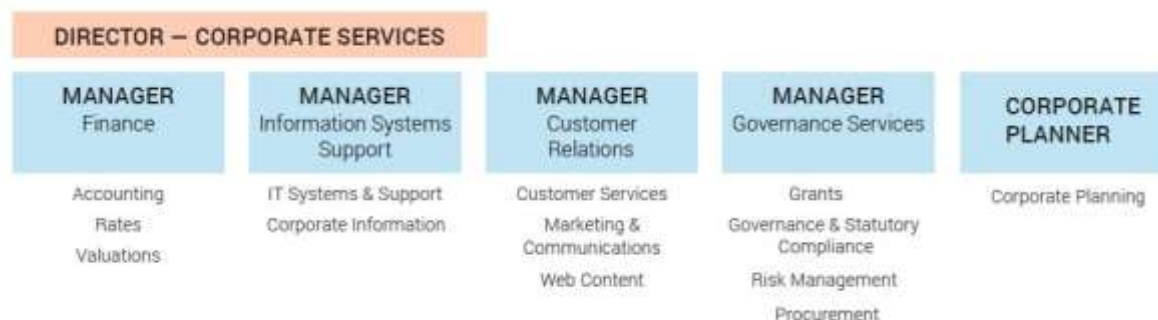 DIRECTOR — CORPORATE SERVICES
MANAGER
Finance
Accounting
Rates
Valuations
MANAGER
Information Systems
Support
IT Systems & Support
Corporate Information
MANAGER
Customer
Relations
Customer Services
Marketing &
Communications
Web Content
MANAGER
Governance Services
Grants
Governance & Statutory
Compliance
Risk Management
Procurement
CORPORATE
PLANNER
Corporate Planning